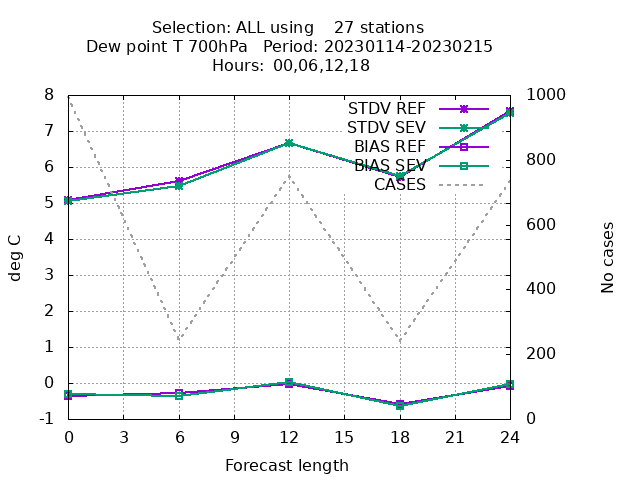 Selection: ALL using    27 stations
Dew point T 700hPa   Period: 20230114-20230215
Hours:  00,06,12,18
STDV REF
STDV SEV
BIAS REF
BIAS SEV
CASES
8
7
6
5
4
3
2
1
0
-1
deg C
1000
800
600
400
200
0
No cases
0 3 6 9 12 15 18 21 24
Forecast length